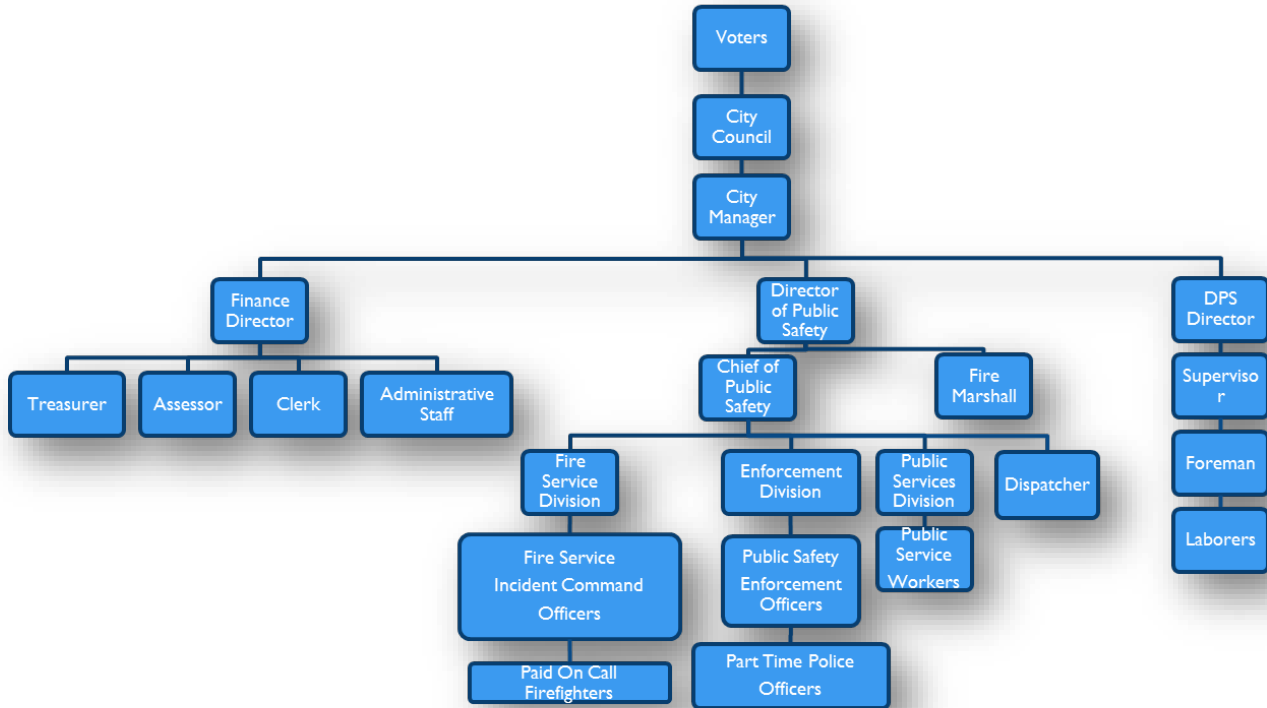 Voters
City
Council
City
Manager
Finance
Director
Director
of Public
Safety
DPS
Director
Treasurer
Assessor
Clerk
Administrative
Staff
Chief of
Public
Safety
Fire
Marshall
Superviso
r
Fire
Service
Division
Enforcement
Division
Public
Services
Division
Dispatcher
Foreman
Fire Service
Incident Command
Officers
Public Safety
Enforcement
Officers
Public
Service
Workers
Laborers
Paid On Call
Firefighters
Part Time Police
Officers